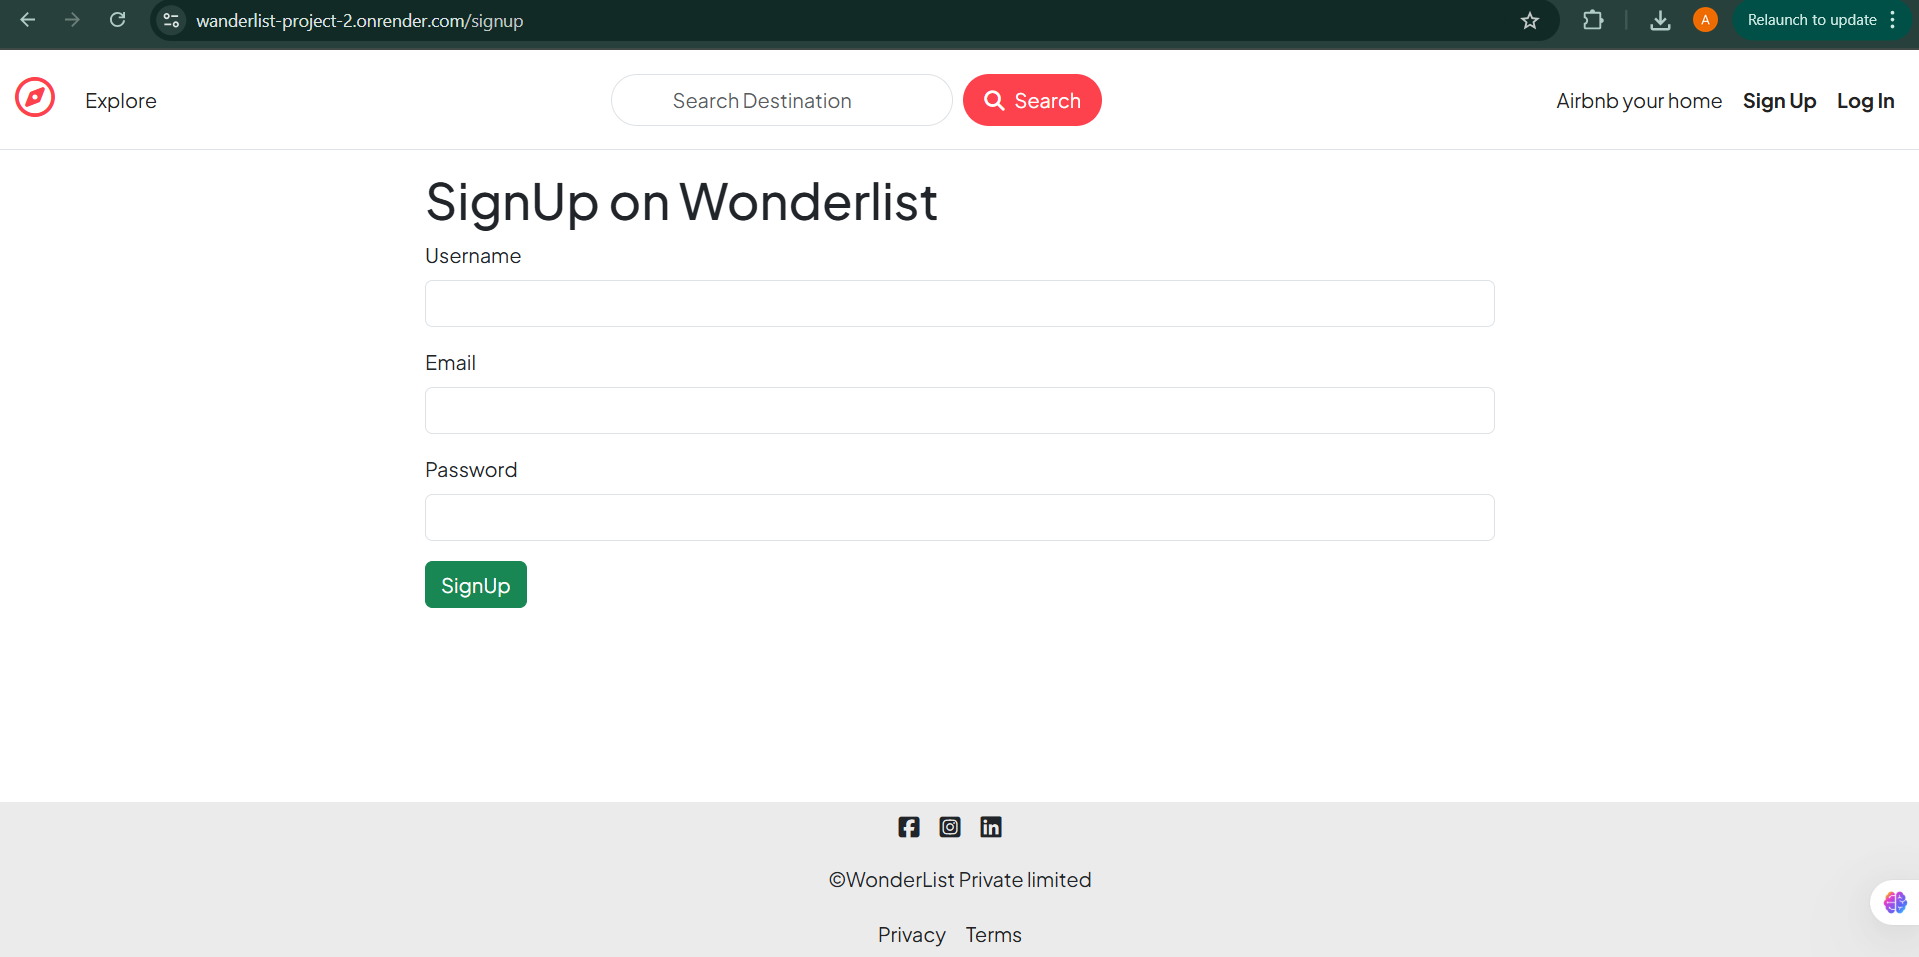 wanderlist-project-2.onrender.com/signup
A
Relaunch to update
Explore
Search Destination
Search
Airbnb your home
Sign Up
Log In
SignUp on Wonderlist
Username
Email
Password
SignUp
©WonderList Private limited
Privacy
Terms